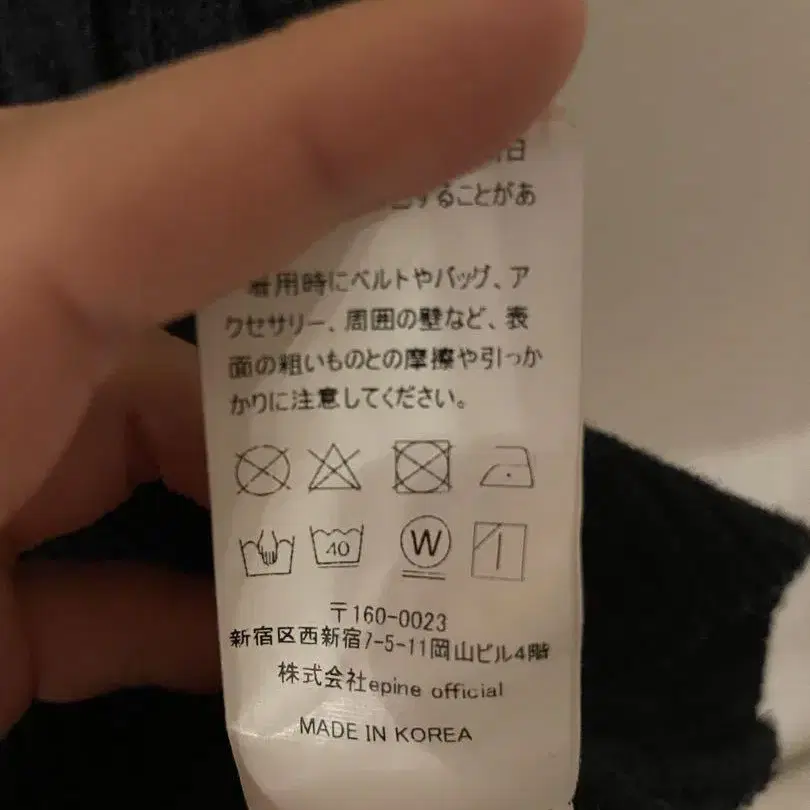 することがあ
着用時にベルトやバッグ、ア
クセサリー、周囲の壁など、表
面の粗いものとの摩擦や引っか
かりに注意してください。
40
W
〒160-0023
新宿区西新宿7-5-11岡山ビル4階
株式会社epine official
MADE IN KOREA